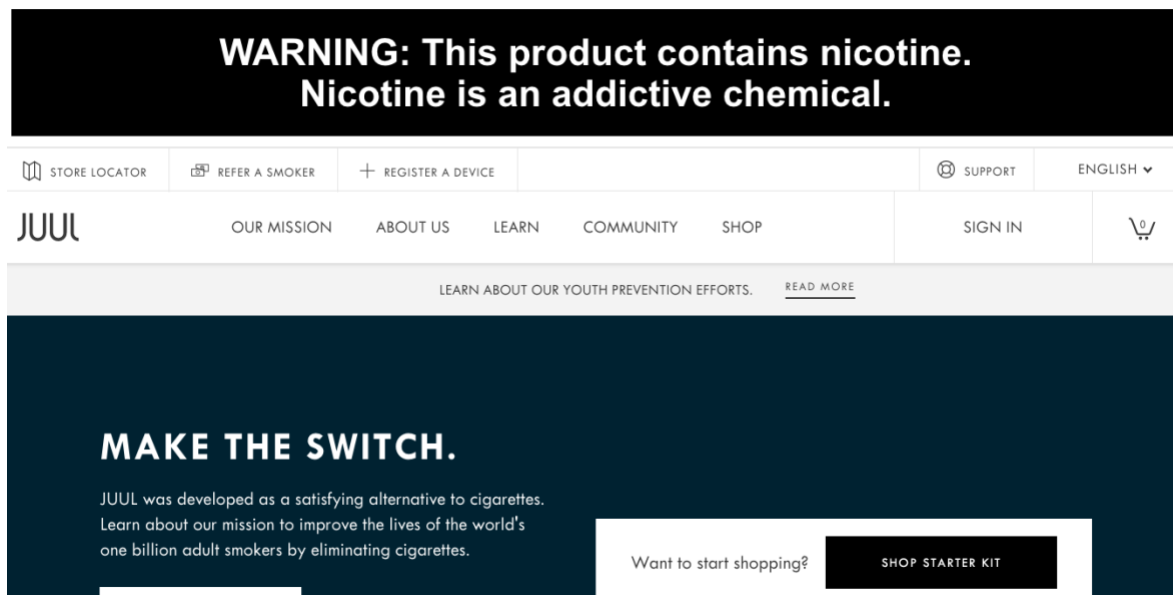 WARNING: This product contains nicotine.
Nicotine is an addictive chemical.
STORE LOCATOR
REFER A SMOKER
REGISTER A DEVICE
SUPPORT
ENGLISH
JUUL
OUR MISSION
ABOUT US
LEARN
COMMUNITY
SHOP
SIGN IN
0
LEARN ABOUT OUR YOUTH PREVENTION EFFORTS.
READ MORE
MAKE THE SWITCH.
JUUL was developed as a satisfying alternative to cigarettes.
Learn about our mission to improve the lives of the world's
one billion adult smokers by eliminating cigarettes.
Want to start shopping?
SHOP STARTER KIT